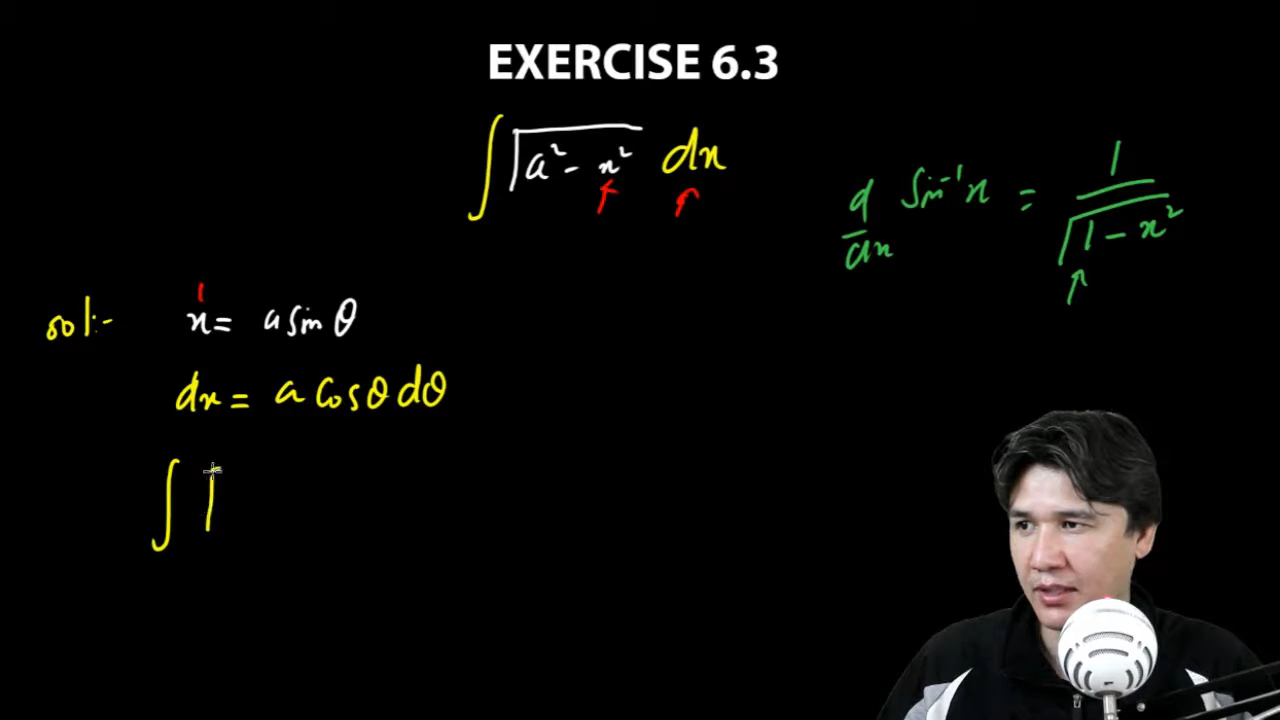 EXERCISE 6.3
∫ √(a² - x²) dx
d/dx sin⁻¹x = 1/√(1 - x²)
sol:- x = a sin θ
dx = a cos θ dθ
∫ √